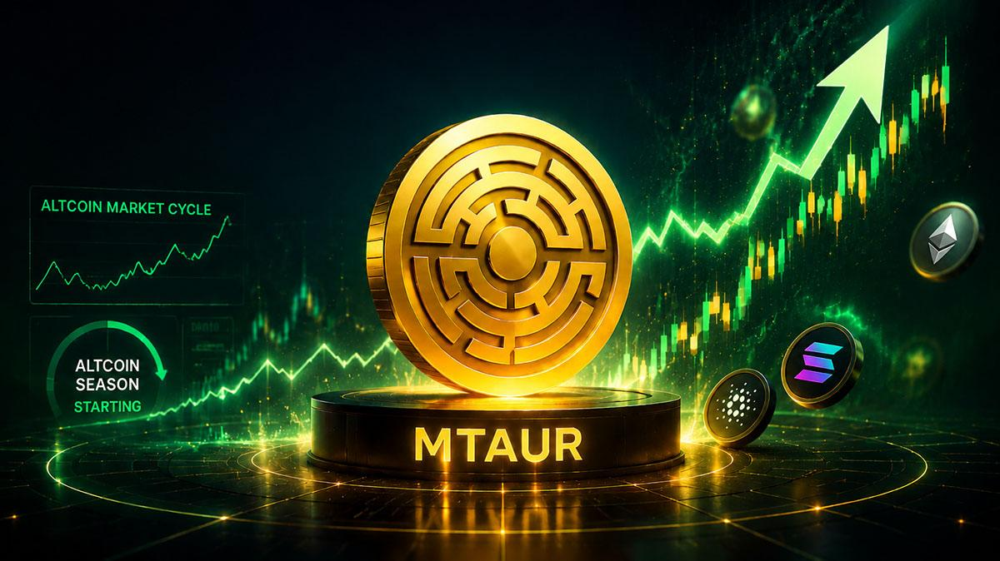 ALTCOIN MARKET CYCLE
ALTCOIN
SEASON
STARTING
MTAUR